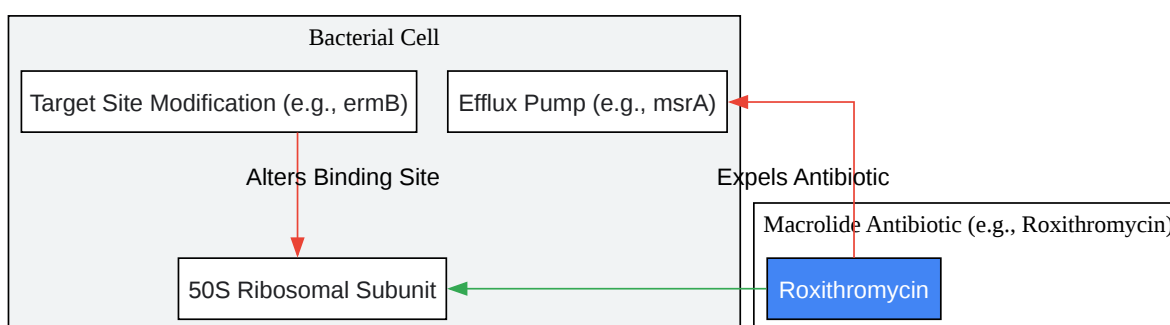 Bacterial Cell
Target Site Modification (e.g., ermB)
Efflux Pump (e.g., msrA)
Alters Binding Site
Expels Antibiotic
Macrolide Antibiotic (e.g., Roxithromycin)
50S Ribosomal Subunit
Roxithromycin